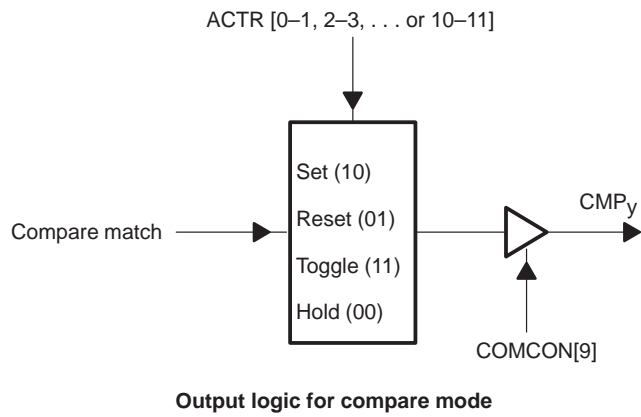 ACTR [0–1, 2–3, . . . or 10–11]
Set (10)
Reset (01)
Toggle (11)
Hold (00)
Compare match
CMPy
COMCON[9]
Output logic for compare mode